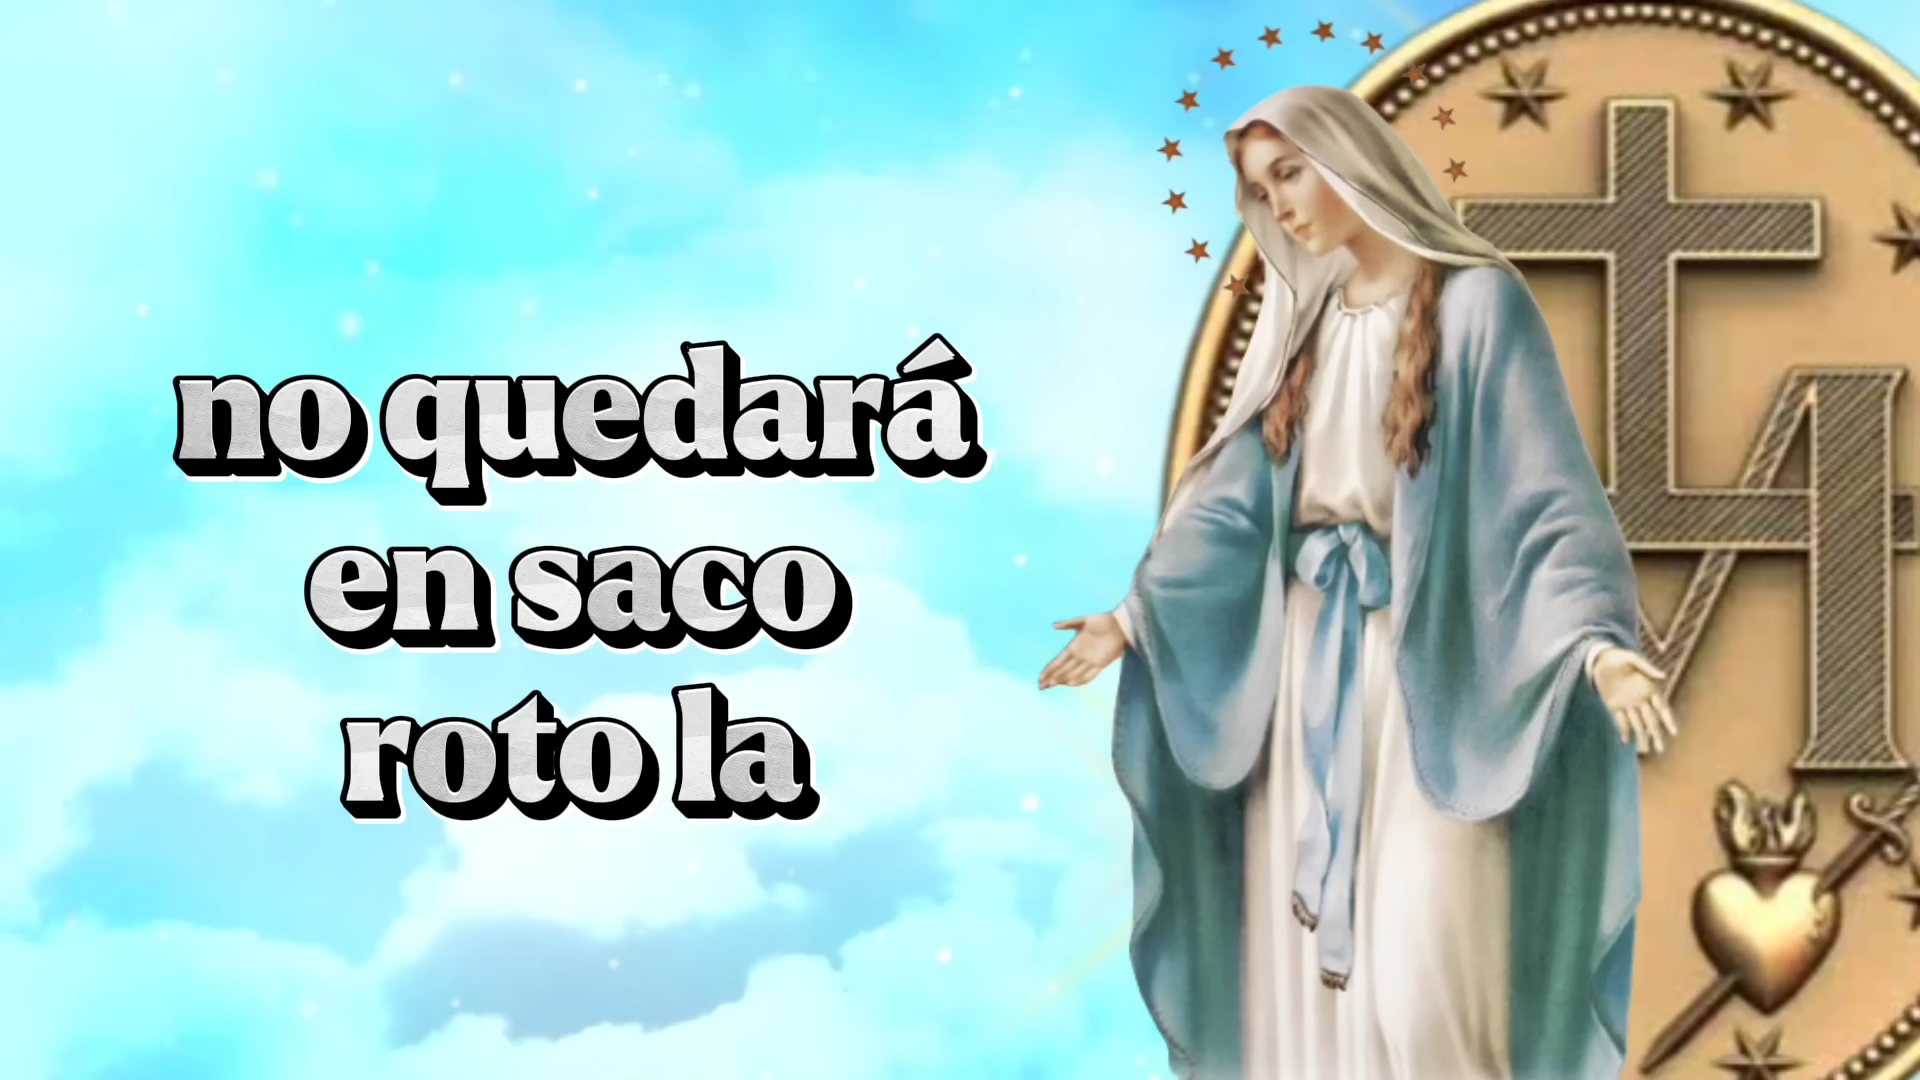 no quedará
en saco
roto la